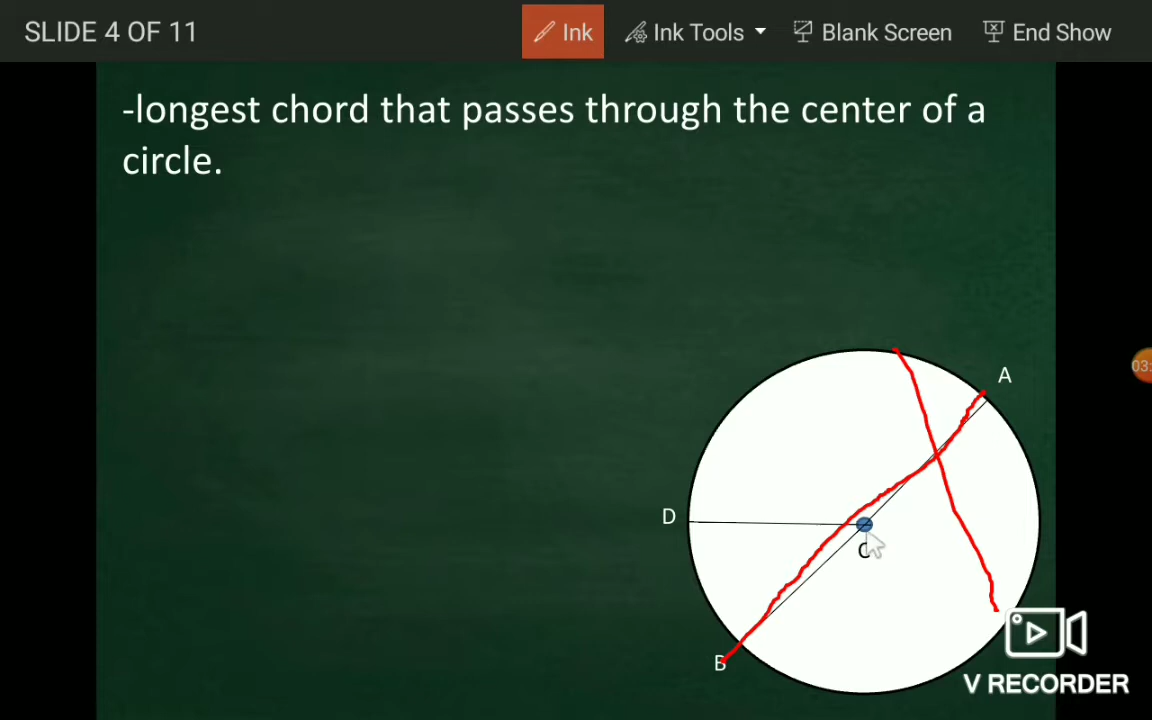 SLIDE 4 OF 11
Ink
Ink Tools
Blank Screen
End Show
-longest chord that passes through the center of a
circle.
A
03:
D
C
B
V RECORDER